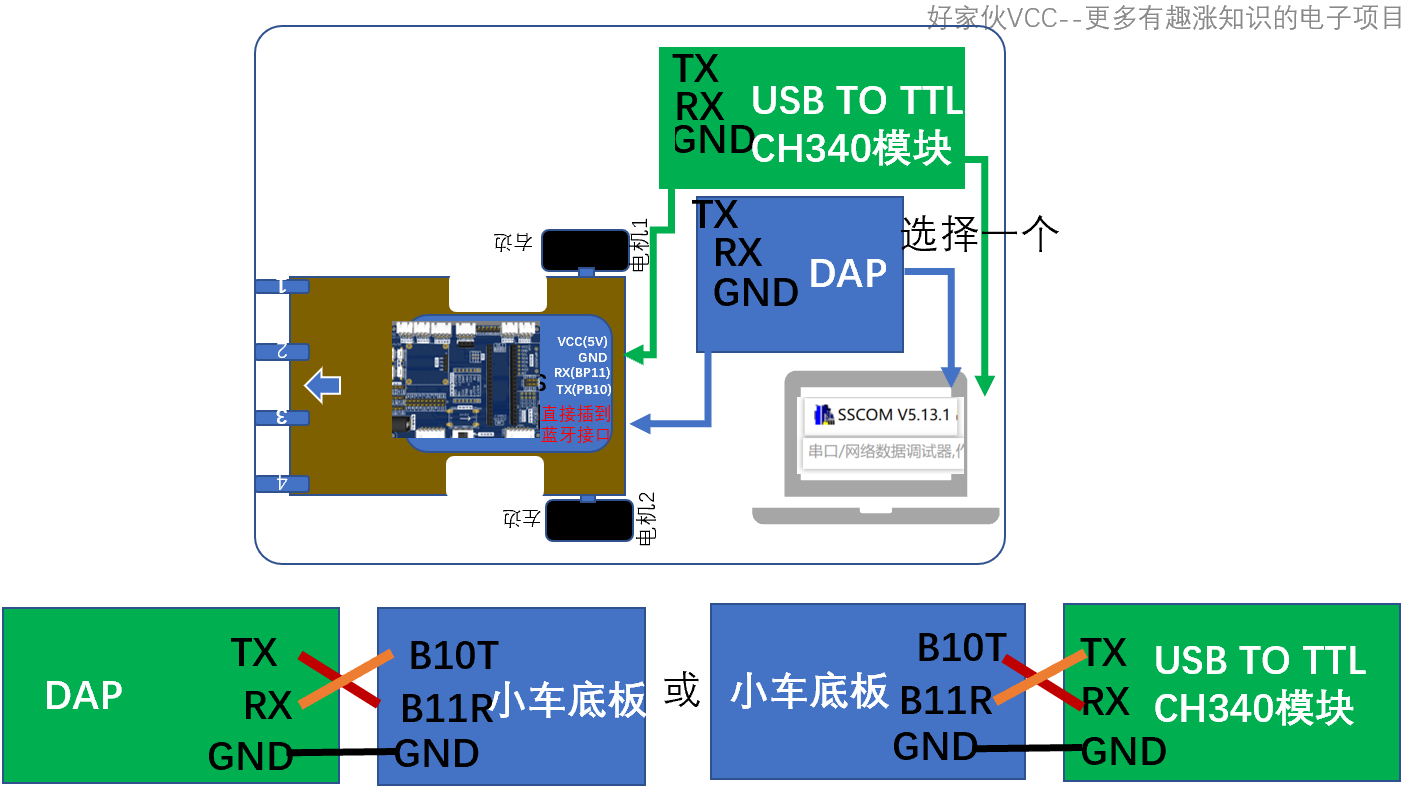 好家伙VCC--更多有趣涨知识的电子项目
TX
RX
GND
USB TO TTL
CH340模块
TX
RX
GND
DAP
选择一个
右边
电机1
1
2
3
4
VCC(5V)
GND
RX(BP11)
TX(PB10)
直接插到
蓝牙接口
SSCOM V5.13.1
串口/网络数据调试器,作
左边
电机2
DAP
TX
RX
GND
B10T
B11R
GND
小车底板
或
小车底板
B10T
B11R
GND
TX
RX
GND
USB TO TTL
CH340模块